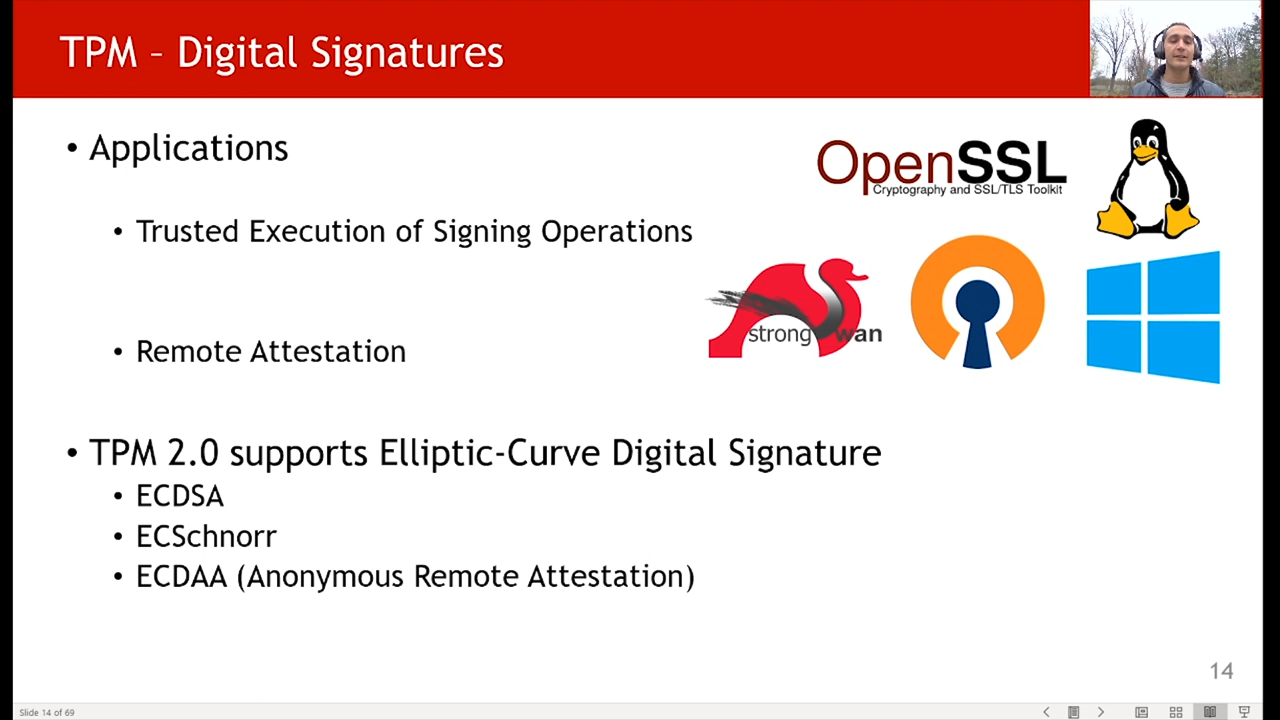 TPM – Digital Signatures
• Applications
OpenSSL
Cryptography and SSL/TLS Toolkit
• Trusted Execution of Signing Operations
strongSwan
• Remote Attestation
• TPM 2.0 supports Elliptic-Curve Digital Signature
• ECDSA
• ECSchnorr
• ECDAA (Anonymous Remote Attestation)
14
Slide 14 of 69